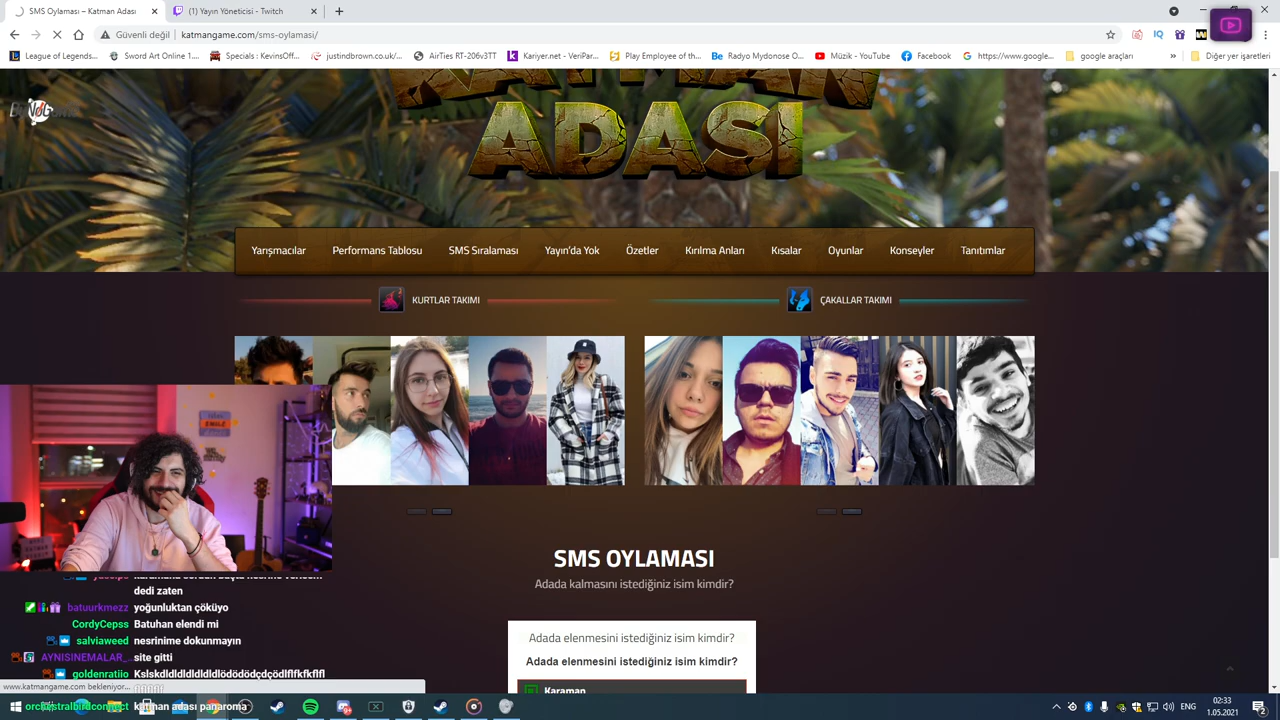 SMS Oylaması – Katman Adası
(1) Yayın Yöneticisi - Twitch
Güvenli değil
katmangame.com/sms-oylamasi/
League of Legends...
Sword Art Online 1....
Specials : KevinsOff...
justindbrown.co.uk/...
AirTies RT-206v3TT
Kariyer.net - VeriPar...
Play Employee of th...
Radyo Mydonose O...
Müzik - YouTube
Facebook
https://www.google...
google araçları
»
Diğer yer işaretleri
ADASI
Yarışmacılar
Performans Tablosu
SMS Sıralaması
Yayın'da Yok
Özetler
Kırılma Anları
Kısalar
Oyunlar
Konseyler
Tanıtımlar
KURTLAR TAKIMI
ÇAKALLAR TAKIMI
SMS OYLAMASI
Adada kalmasını istediğiniz isim kimdir?
Adada elenmesini istediğiniz isim kimdir?
Adada elenmesini istediğiniz isim kimdir?
Karaman
dedi zaten
batuurkmezz yoğunluktan çöküyo
CordyCepss Batuhan elendi mi
salviaweed nesrinime dokunmayın
AYNISINEMALAR_... site gitti
goldenratiio Kslskdldldldldldldlödödödçdçdlflfkfkflfl
www.katmangame.com bekleniyor...
orchestralbirdconnect katman adası panaroma
ENG
02:33
1.05.2021
2